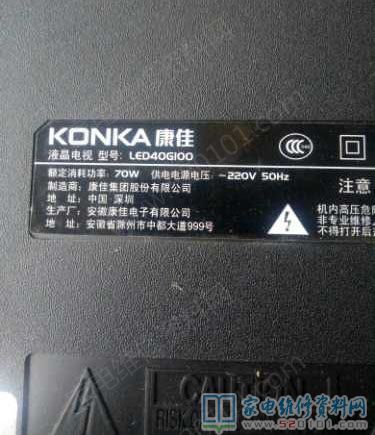 KONKA 康佳
液晶电视 型号: LED40G100
额定消耗功率: 70W 供电电源电压: ~220V 50Hz
制造商: 康佳集团股份有限公司
地 址: 中国 深圳
生产厂: 安徽康佳电子有限公司
地 址: 安徽省滁州市中都大道999号
注意
机内高压危
非专业维修
不得打开后
CAUTION
RISK
家电维修资料网
www.520101.com